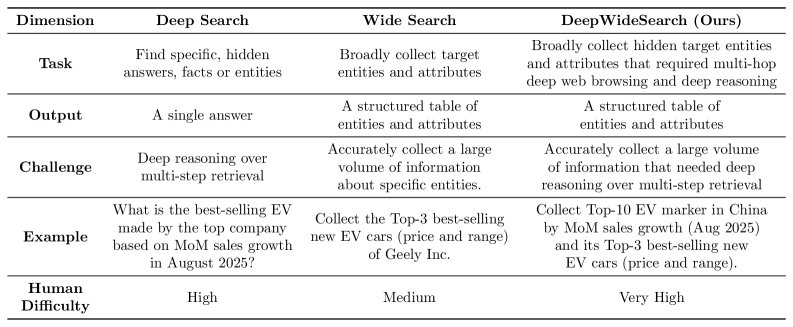 Dimension Deep Search Wide Search DeepWideSearch (Ours)
Task
Find specific, hidden
answers, facts or entities
Broadly collect target
entities and attributes
Broadly collect hidden target entities
and attributes that required multi-hop
deep web browsing and deep reasoning
Output
A single answer
A structured table of
entities and attributes
A structured table of
entities and attributes
Challenge
Deep reasoning over
multi-step retrieval
Accurately collect a large
volume of information
about specific entities.
Accurately collect a large volume
of information that needed deep
reasoning over multi-step retrieval
Example
What is the best-selling EV
made by the top company
based on MoM sales growth
in August 2025?
Collect the Top-3 best-selling
new EV cars (price and range)
of Geely Inc.
Collect Top-10 EV marker in China
by MoM sales growth (Aug 2025)
and its Top-3 best-selling new
EV cars (price and range).
Human
Difficulty
High
Medium
Very High